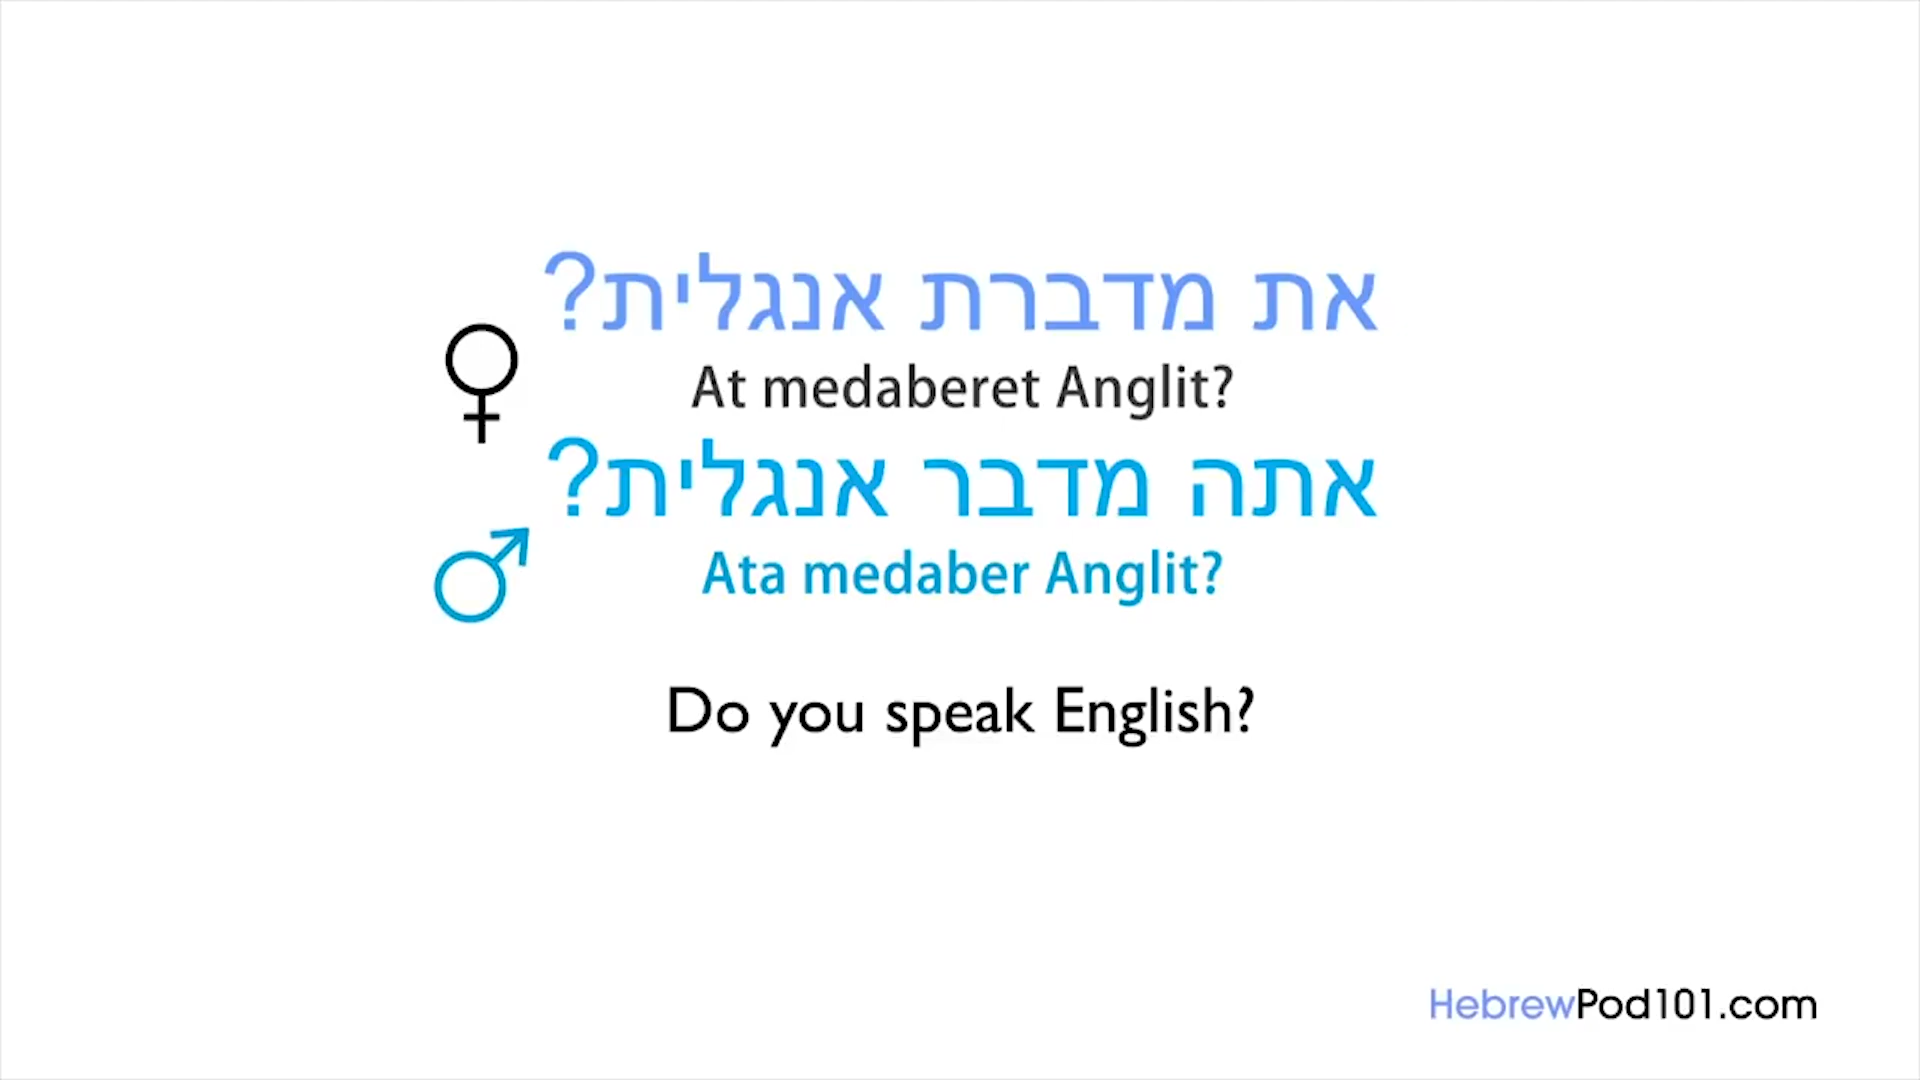 את מדברת אנגלית?
At medaberet Anglit?
אתה מדבר אנגלית?
Ata medaber Anglit?
Do you speak English?
HebrewPod101.com